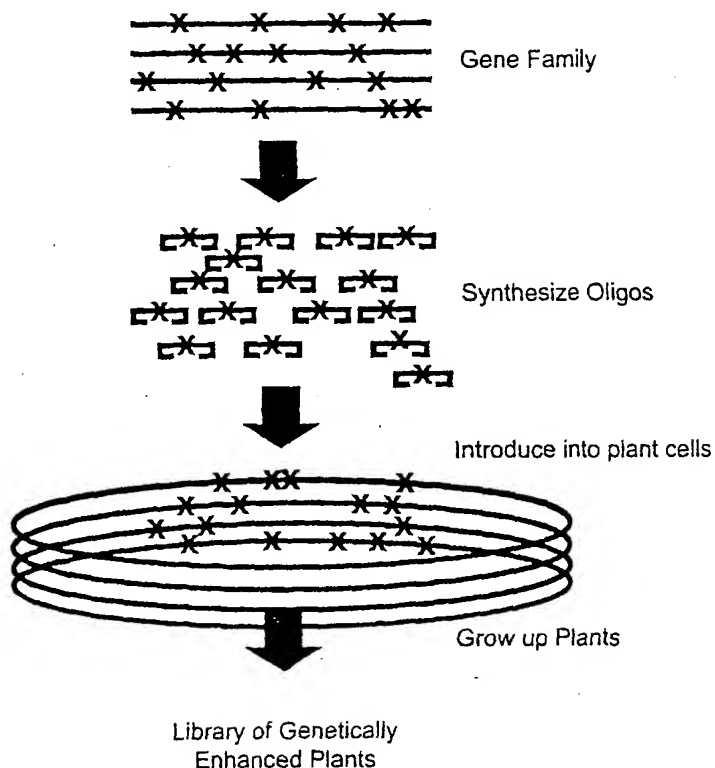 Gene Family
Synthesize Oligos
Introduce into plant cells
Grow up Plants
Library of Genetically
Enhanced Plants